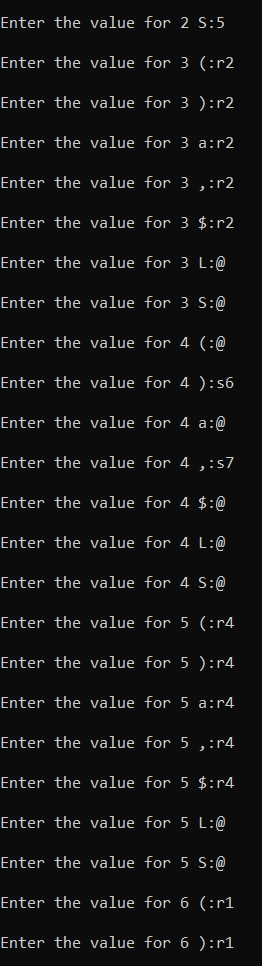 Enter the value for 2 S:5
Enter the value for 3 (:r2
Enter the value for 3 ):r2
Enter the value for 3 a:r2
Enter the value for 3 ,:r2
Enter the value for 3 $:r2
Enter the value for 3 L:@
Enter the value for 3 S:@
Enter the value for 4 (:@
Enter the value for 4 ):s6
Enter the value for 4 a:@
Enter the value for 4 ,:s7
Enter the value for 4 $:@
Enter the value for 4 L:@
Enter the value for 4 S:@
Enter the value for 5 (:r4
Enter the value for 5 ):r4
Enter the value for 5 a:r4
Enter the value for 5 ,:r4
Enter the value for 5 $:r4
Enter the value for 5 L:@
Enter the value for 5 S:@
Enter the value for 6 (:r1
Enter the value for 6 ):r1